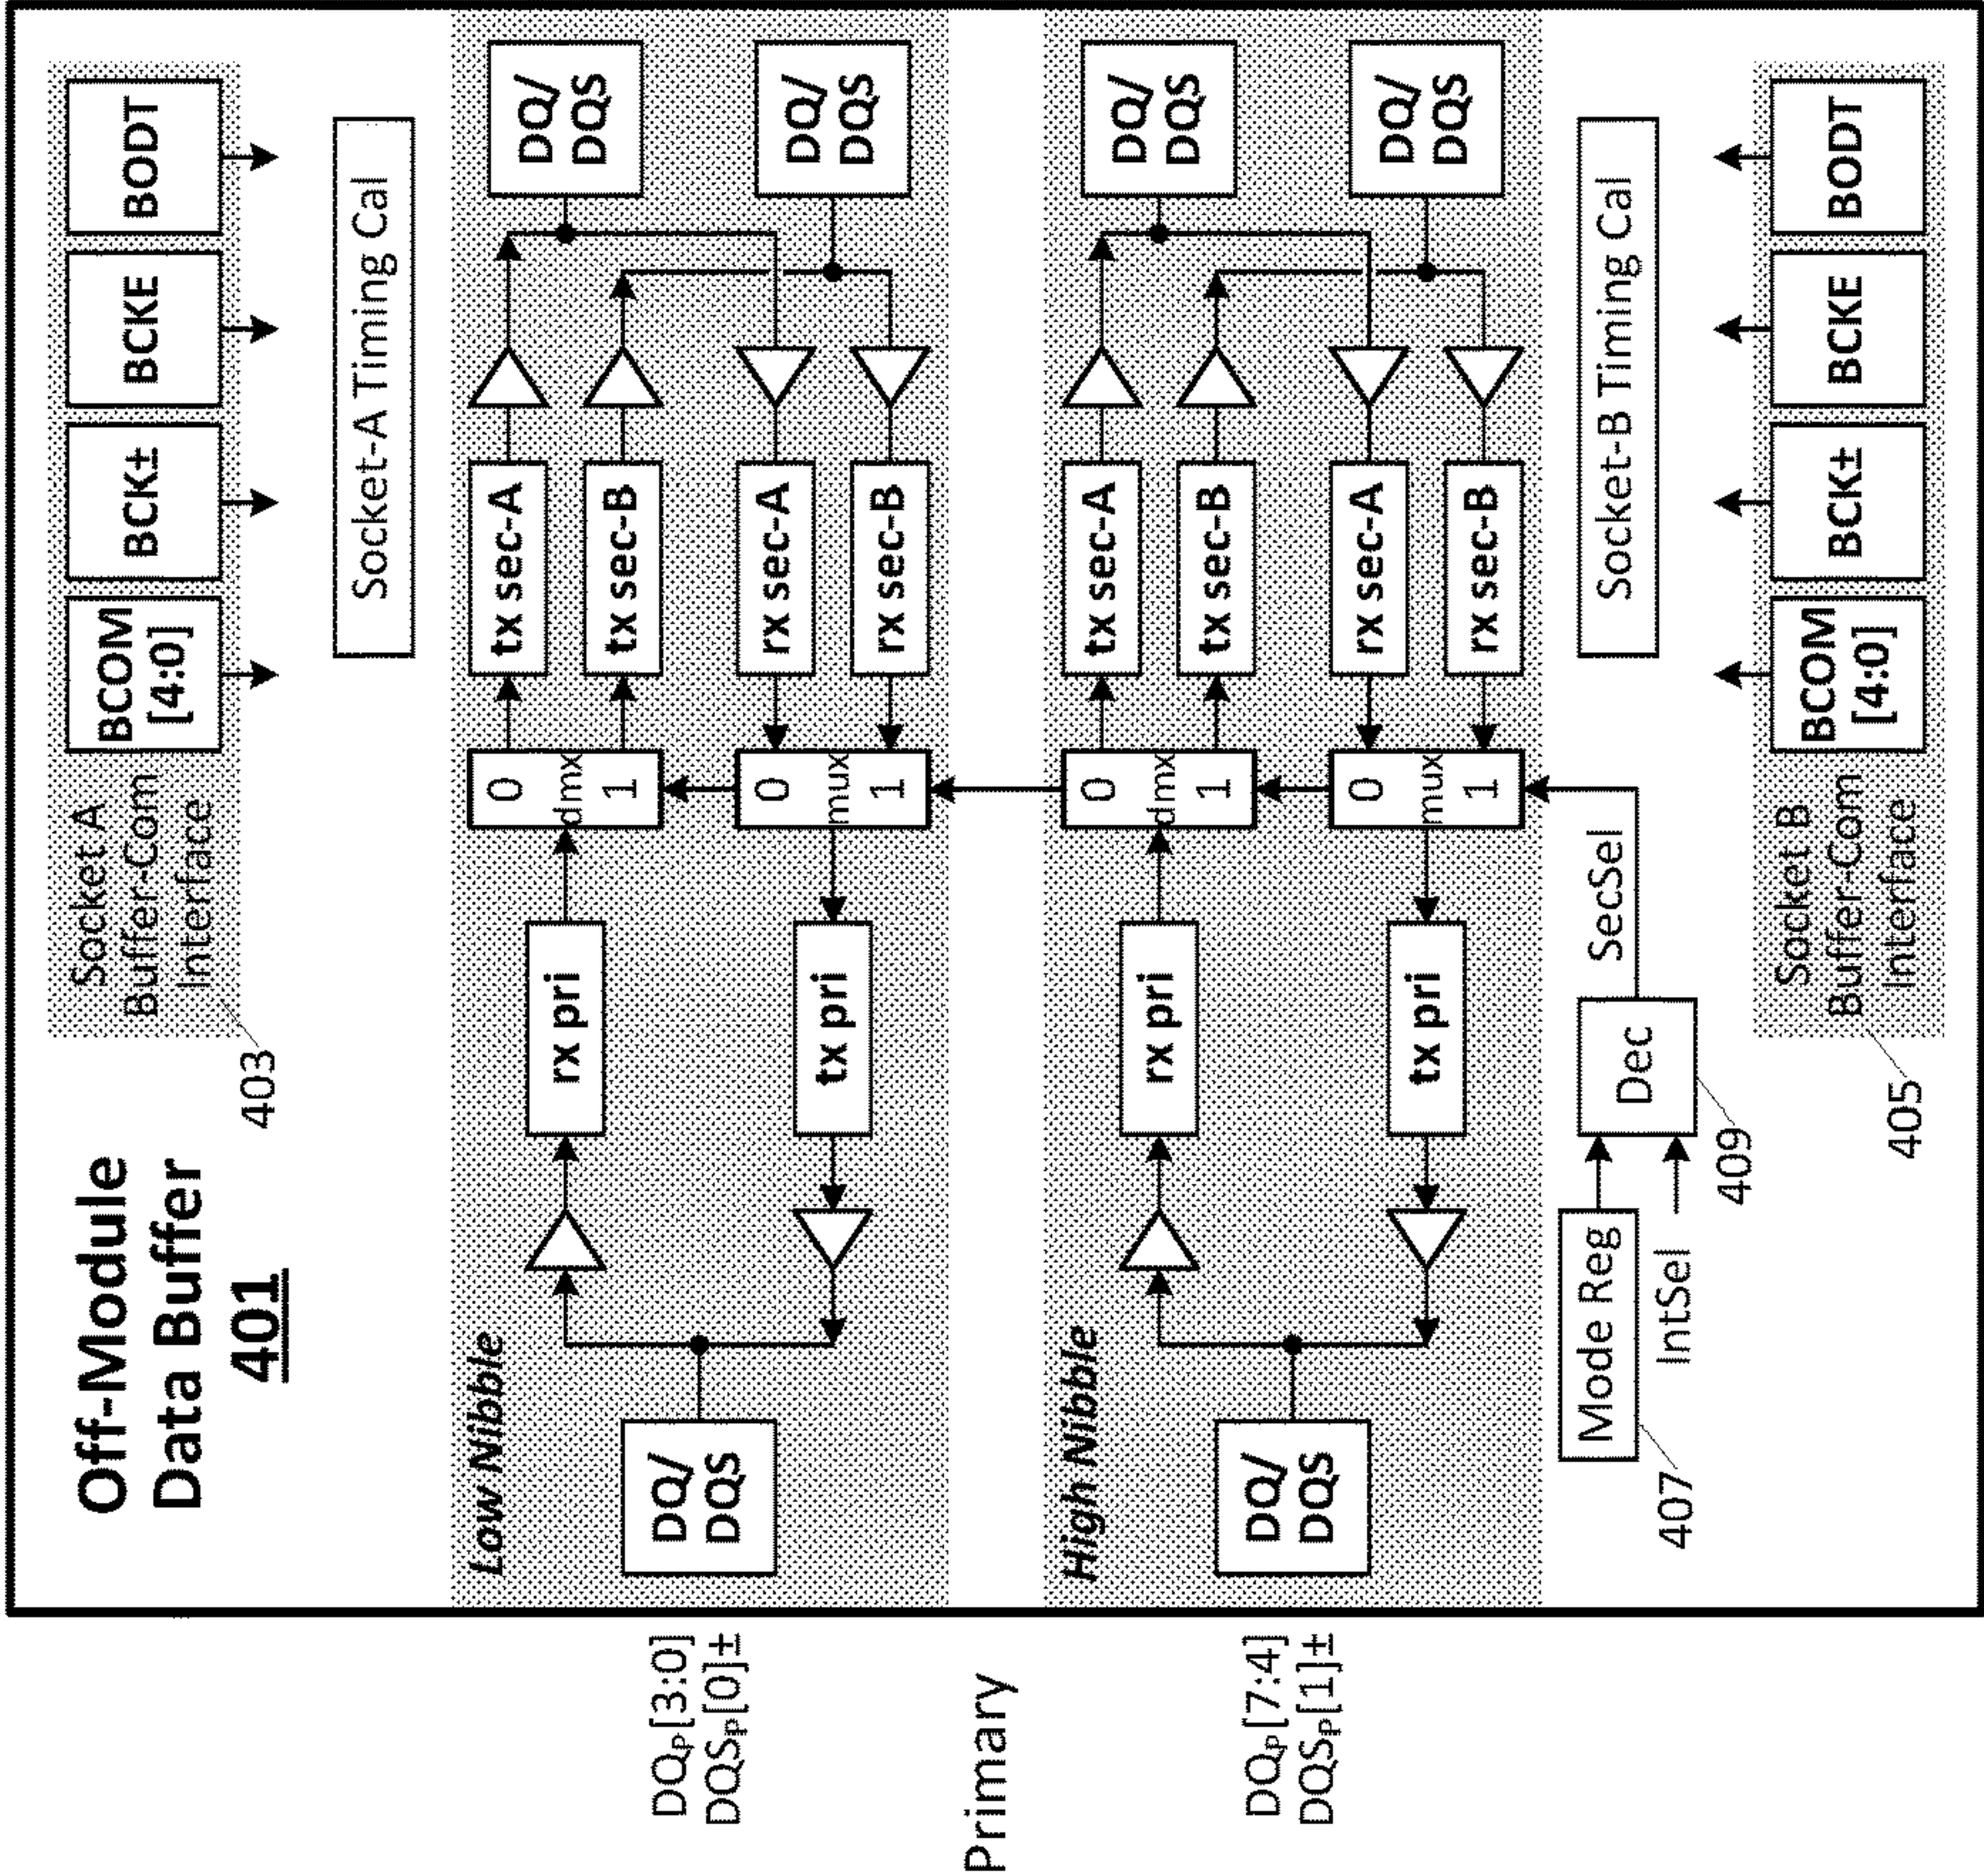 Off-Module
Data Buffer
401
Socket A
Buffer-Com
Interface
403
BCOM
[4:0]
BCK±
BCKE
BODT
Socket-A Timing Cal
Low Nibble
DQ/
DQS
rx pri
tx pri
0
dmx
1
0
mux
1
tx sec-A
tx sec-B
rx sec-A
rx sec-B
DQ/
DQS
DQ/
DQS
DQₚ[3:0]
DQSₚ[0]±
Primary
High Nibble
DQₚ[7:4]
DQSₚ[1]±
DQ/
DQS
rx pri
tx pri
0
dmx
1
0
mux
1
tx sec-A
tx sec-B
rx sec-A
rx sec-B
DQ/
DQS
DQ/
DQS
Mode Reg
407
IntSel
Dec
409
SecSel
Socket-B Timing Cal
Socket B
Buffer-Com
Interface
405
BCOM
[4:0]
BCK±
BCKE
BODT